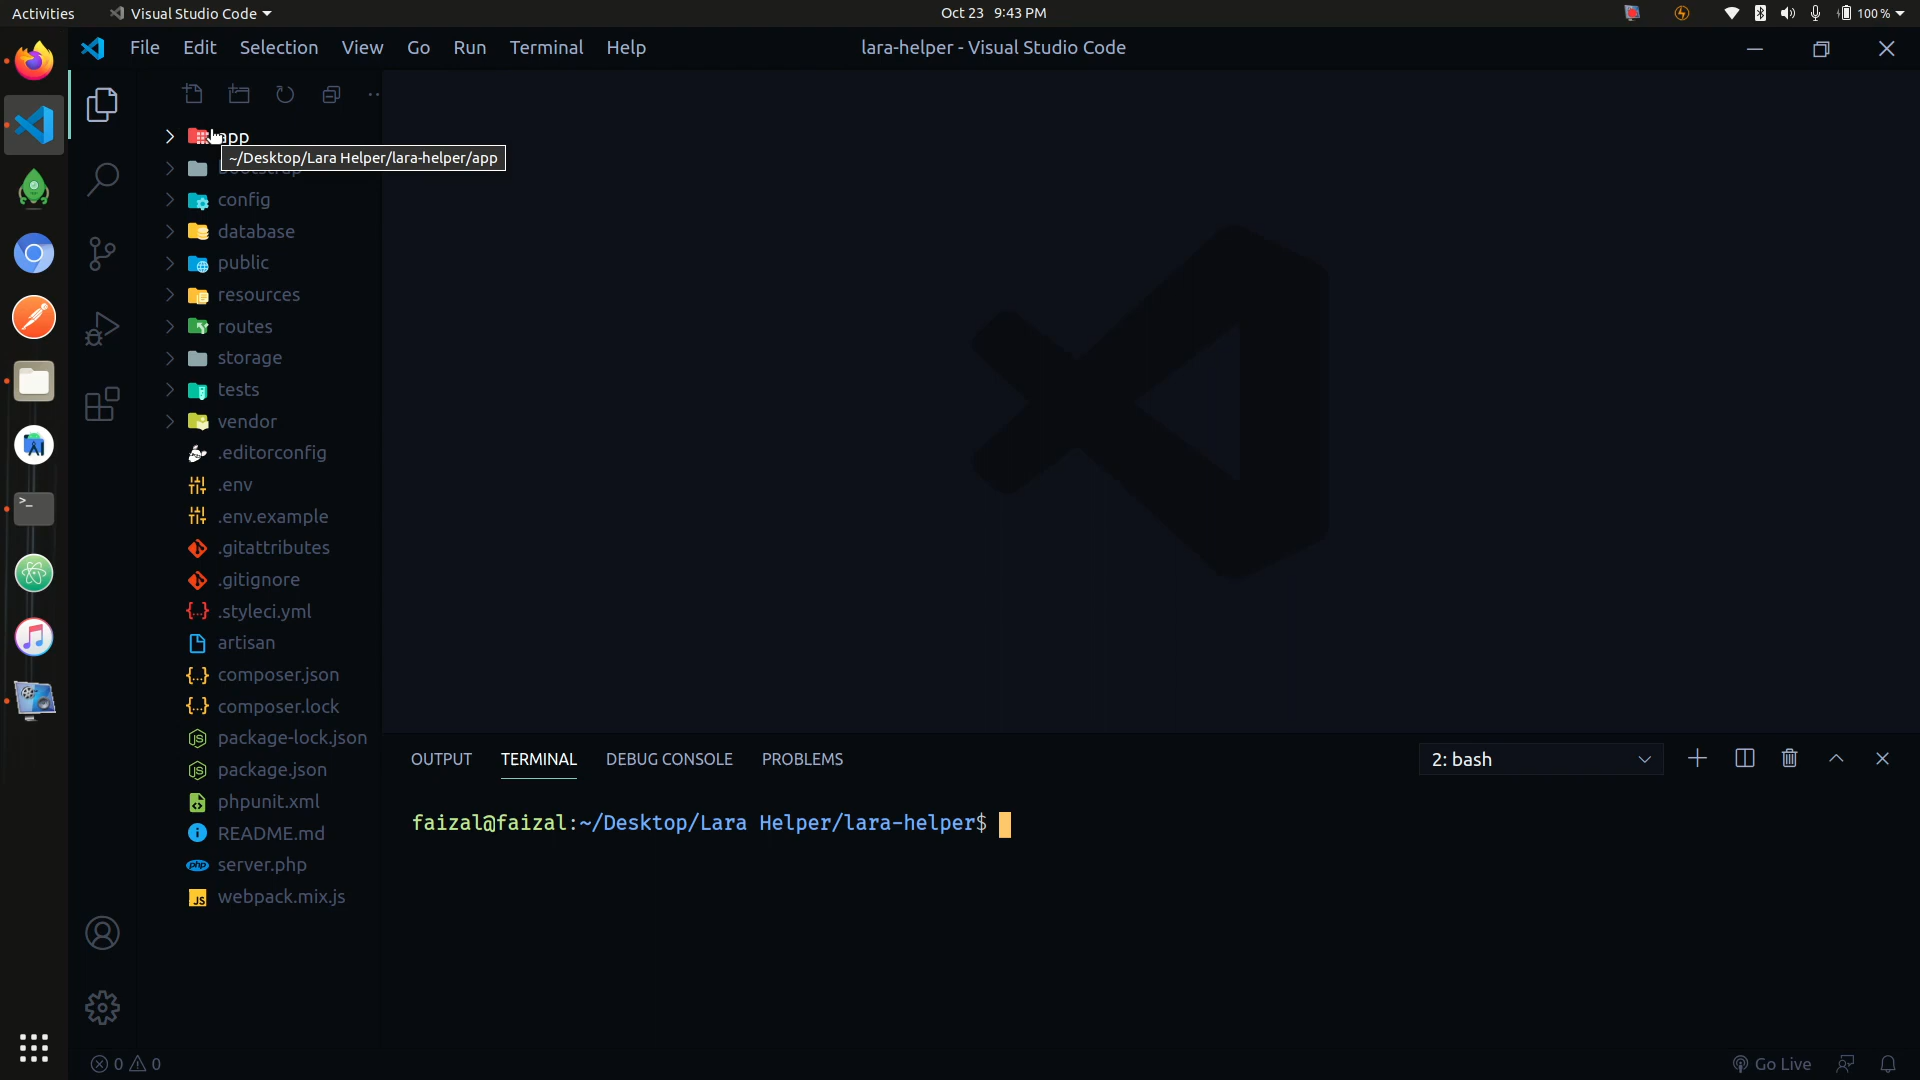 Activities
Visual Studio Code
Oct 23 9:43 PM
100 %
File Edit Selection View Go Run Terminal Help
lara-helper - Visual Studio Code
app
~/Desktop/Lara Helper/lara-helper/app
bootstrap
config
database
public
resources
routes
storage
tests
vendor
.editorconfig
.env
.env.example
.gitattributes
.gitignore
.styleci.yml
artisan
composer.json
composer.lock
package-lock.json
package.json
phpunit.xml
README.md
server.php
webpack.mix.js
OUTPUT TERMINAL DEBUG CONSOLE PROBLEMS
2: bash
faizal@faizal:~/Desktop/Lara Helper/lara-helper$
0 0
Go Live